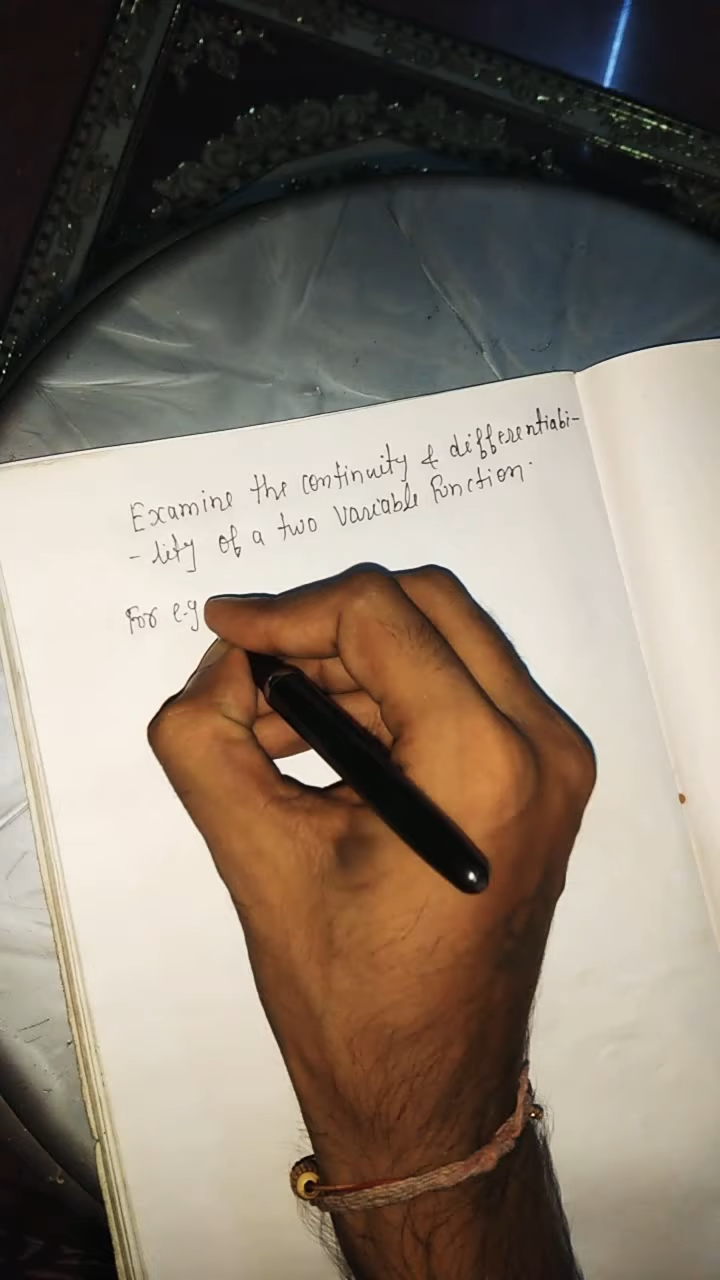 Examine the continuity & differentiabi-
- lity of a two variable function.
For e.g